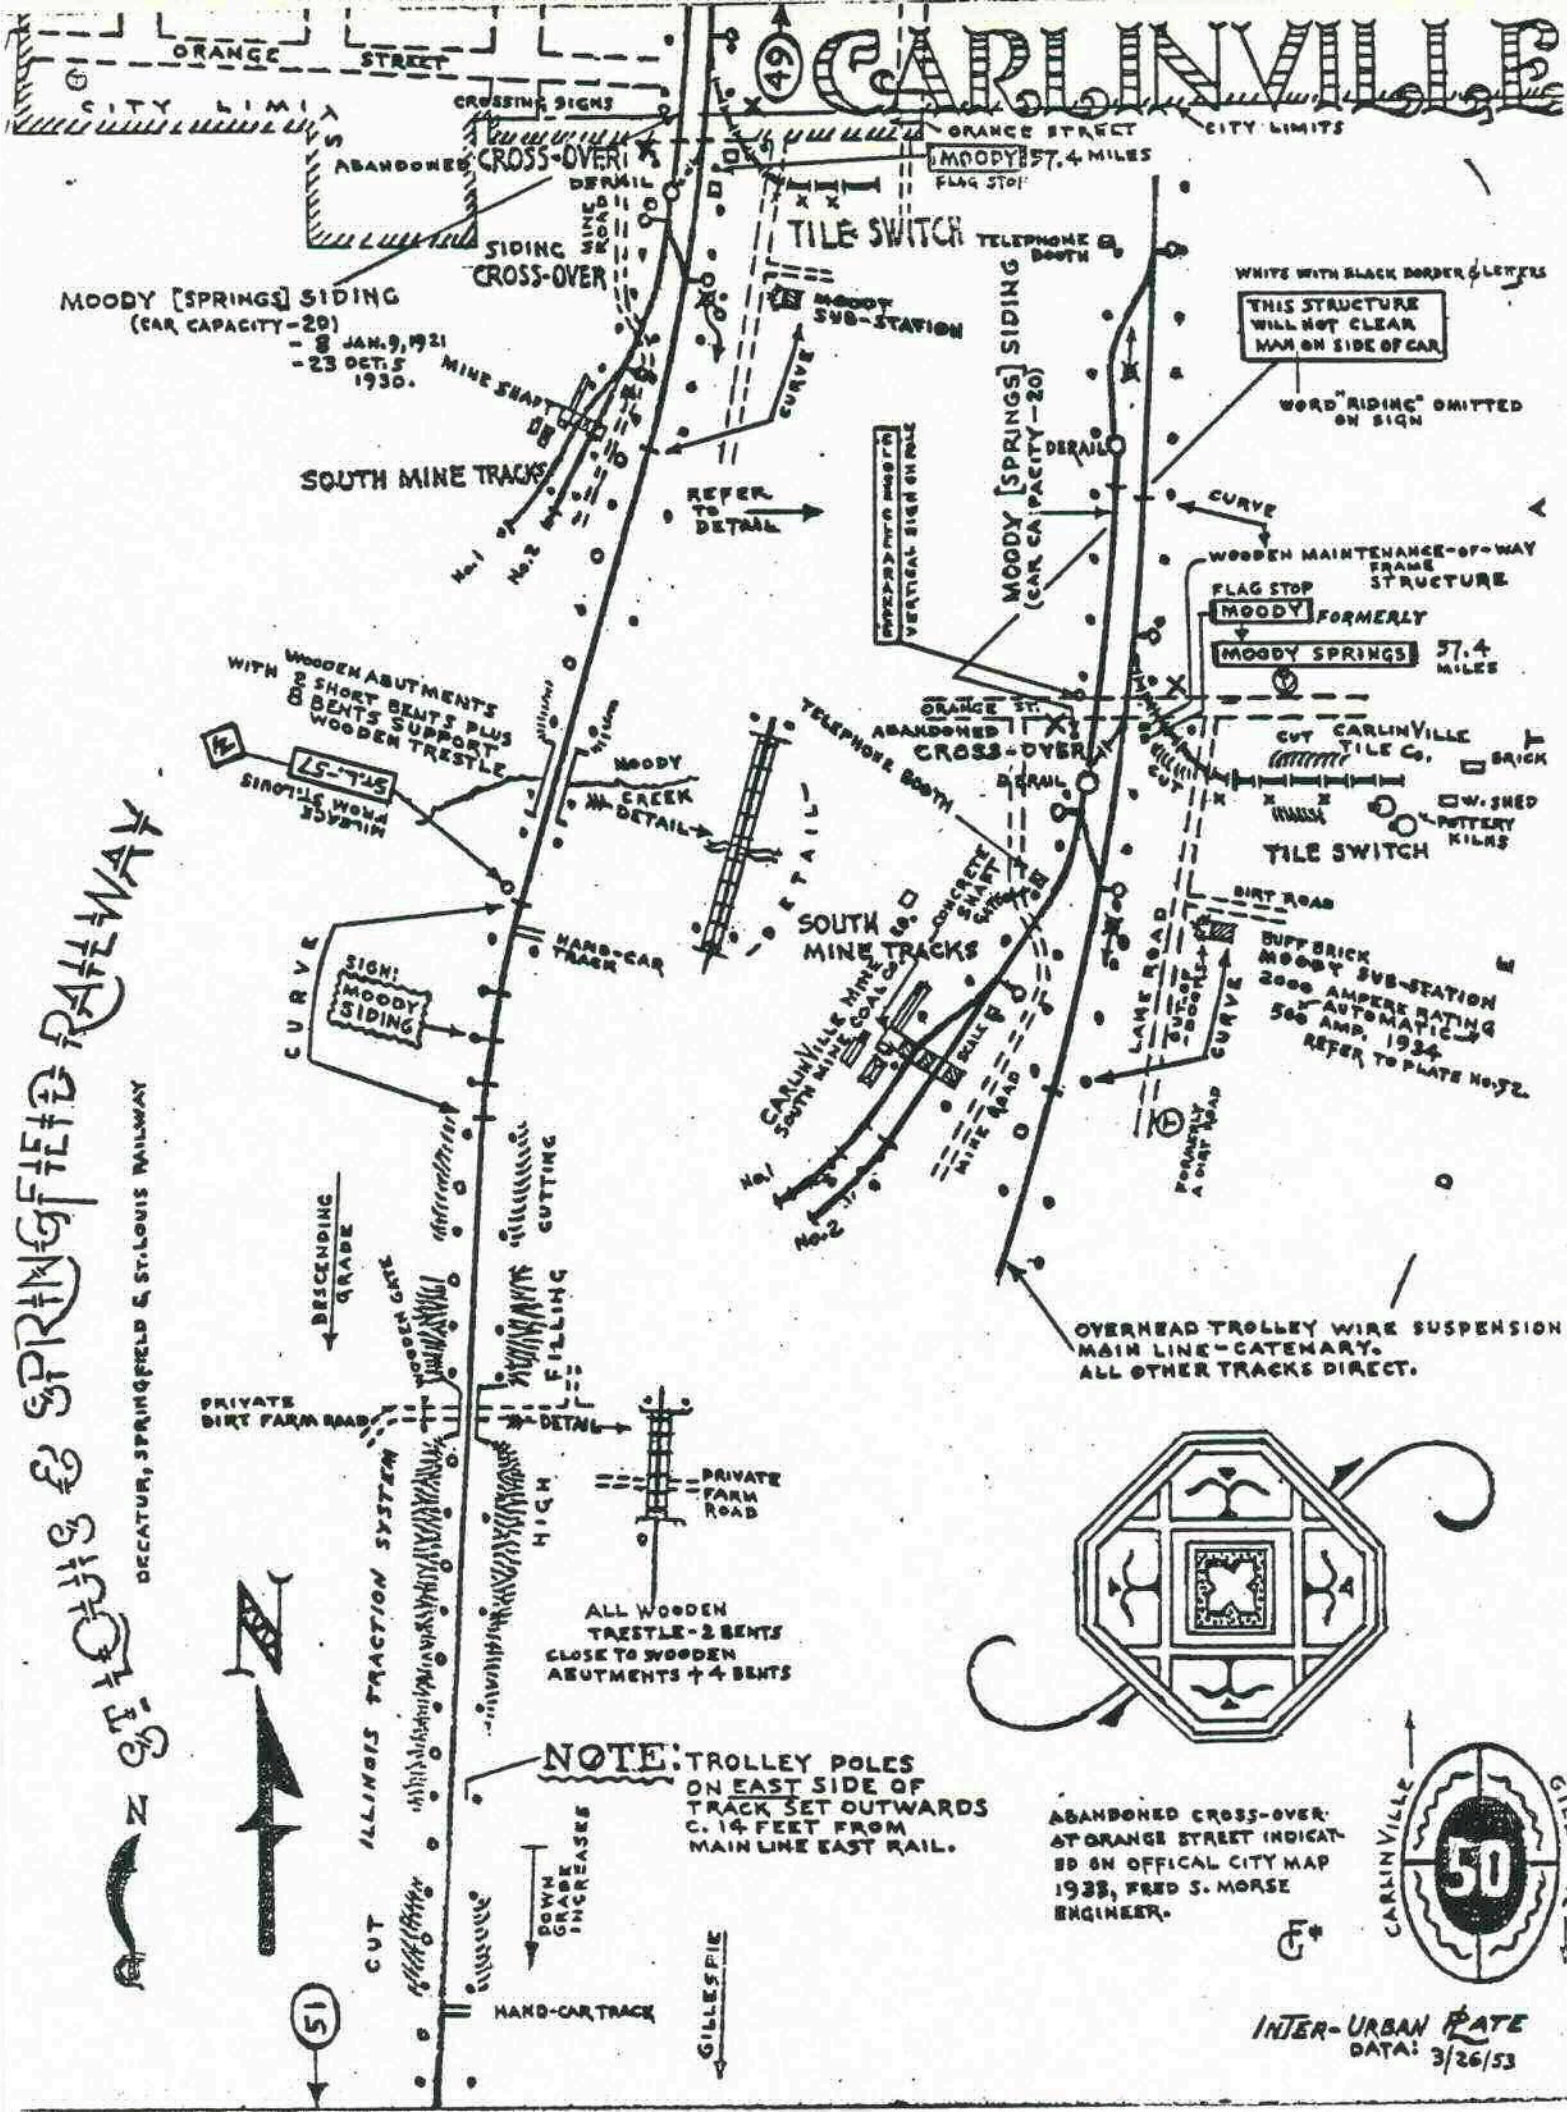 CARLINVILLE
49
ORANGE STREET
CITY LIMITS
CROSSING SIGNS
ABANDONED CROSS-OVER
DERAIL
MINE ROAD
SIDING
CROSS-OVER
ORANGE STREET
CITY LIMITS
MOODY 57.4 MILES
FLAG STOP
TILE SWITCH
MOODY
SUB-STATION
CURVE
MOODY [SPRINGS] SIDING
(CAR CAPACITY-20)
- 8 JAN.9,1921
-23 OCT.5
1930.
MINE SHAFT
SOUTH MINE TRACKS
No.1
No.2
REFER
TO
DETAIL
TELEPHONE
BOOTH
WHITE WITH BLACK BORDER & LETTERS
THIS STRUCTURE
WILL NOT CLEAR
MAN ON SIDE OF CAR
WORD "RIDING" OMITTED
ON SIGN
MOODY [SPRINGS] SIDING
(CAR CAPACITY-20)
DERAIL
VERTICAL SIGN ON POLE
CURVE
WOODEN MAINTENANCE-OF-WAY
FRAME
STRUCTURE
FLAG STOP
MOODY FORMERLY
MOODY SPRINGS 57.4
MILES
ORANGE ST.
ABANDONED
CROSS-OVER
DERAIL
TELEPHONE BOOTH
CUT
CUT
CARLINVILLE
TILE CO.
BRICK
W. SHED
POTTERY
KILNS
TILE SWITCH
DIRT ROAD
LAKE ROAD
BUFF BRICK
MOODY SUB-STATION
2000 AMPERE RATING
AUTOMATIC
500 AMP. 1934
REFER TO PLATE No.52.
CURVE
FORMERLY
A DIRT ROAD
CONCRETE
SHAFT
GATE
SOUTH
MINE TRACKS
CARLINVILLE MINE
SOUTH MINE COAL CO.
SCALE
MINE ROAD
No.1
No.2
A
DETAIL
WOODEN ABUTMENTS
WITH 2 SHORT BENTS PLUS
8 BENTS SUPPORT
WOODEN TRESTLE
ST.L.-57
MILEAGE
FROM ST.LOUIS
MOODY
CREEK
DETAIL
HAND-CAR
TRACK
CURVE
SIGN:
MOODY
SIDING
CUTTING
DESCENDING
GRADE
WOODEN GATE
FILLING
HIGH
PRIVATE
DIRT FARM ROAD
DETAIL
PRIVATE
FARM
ROAD
ALL WOODEN
TRESTLE-2 BENTS
CLOSE TO WOODEN
ABUTMENTS + 4 BENTS
OVERHEAD TROLLEY WIRE SUSPENSION
MAIN LINE-CATENARY.
ALL OTHER TRACKS DIRECT.
ST. LOUIS & SPRINGFIELD RAILWAY
DECATUR, SPRINGFIELD & ST.LOUIS RAILWAY
N
ILLINOIS TRACTION SYSTEM
CUT
NOTE: TROLLEY POLES
ON EAST SIDE OF
TRACK SET OUTWARDS
C. 14 FEET FROM
MAIN LINE EAST RAIL.
DOWN
GRADE
INCREASES
GILLESPIE
HAND-CAR TRACK
51
ABANDONED CROSS-OVER
AT ORANGE STREET INDICAT-
ED ON OFFICAL CITY MAP
1938, FRED S. MORSE
ENGINEER.
CARLINVILLE
50
INTER-URBAN PLATE
DATA: 3/26/53